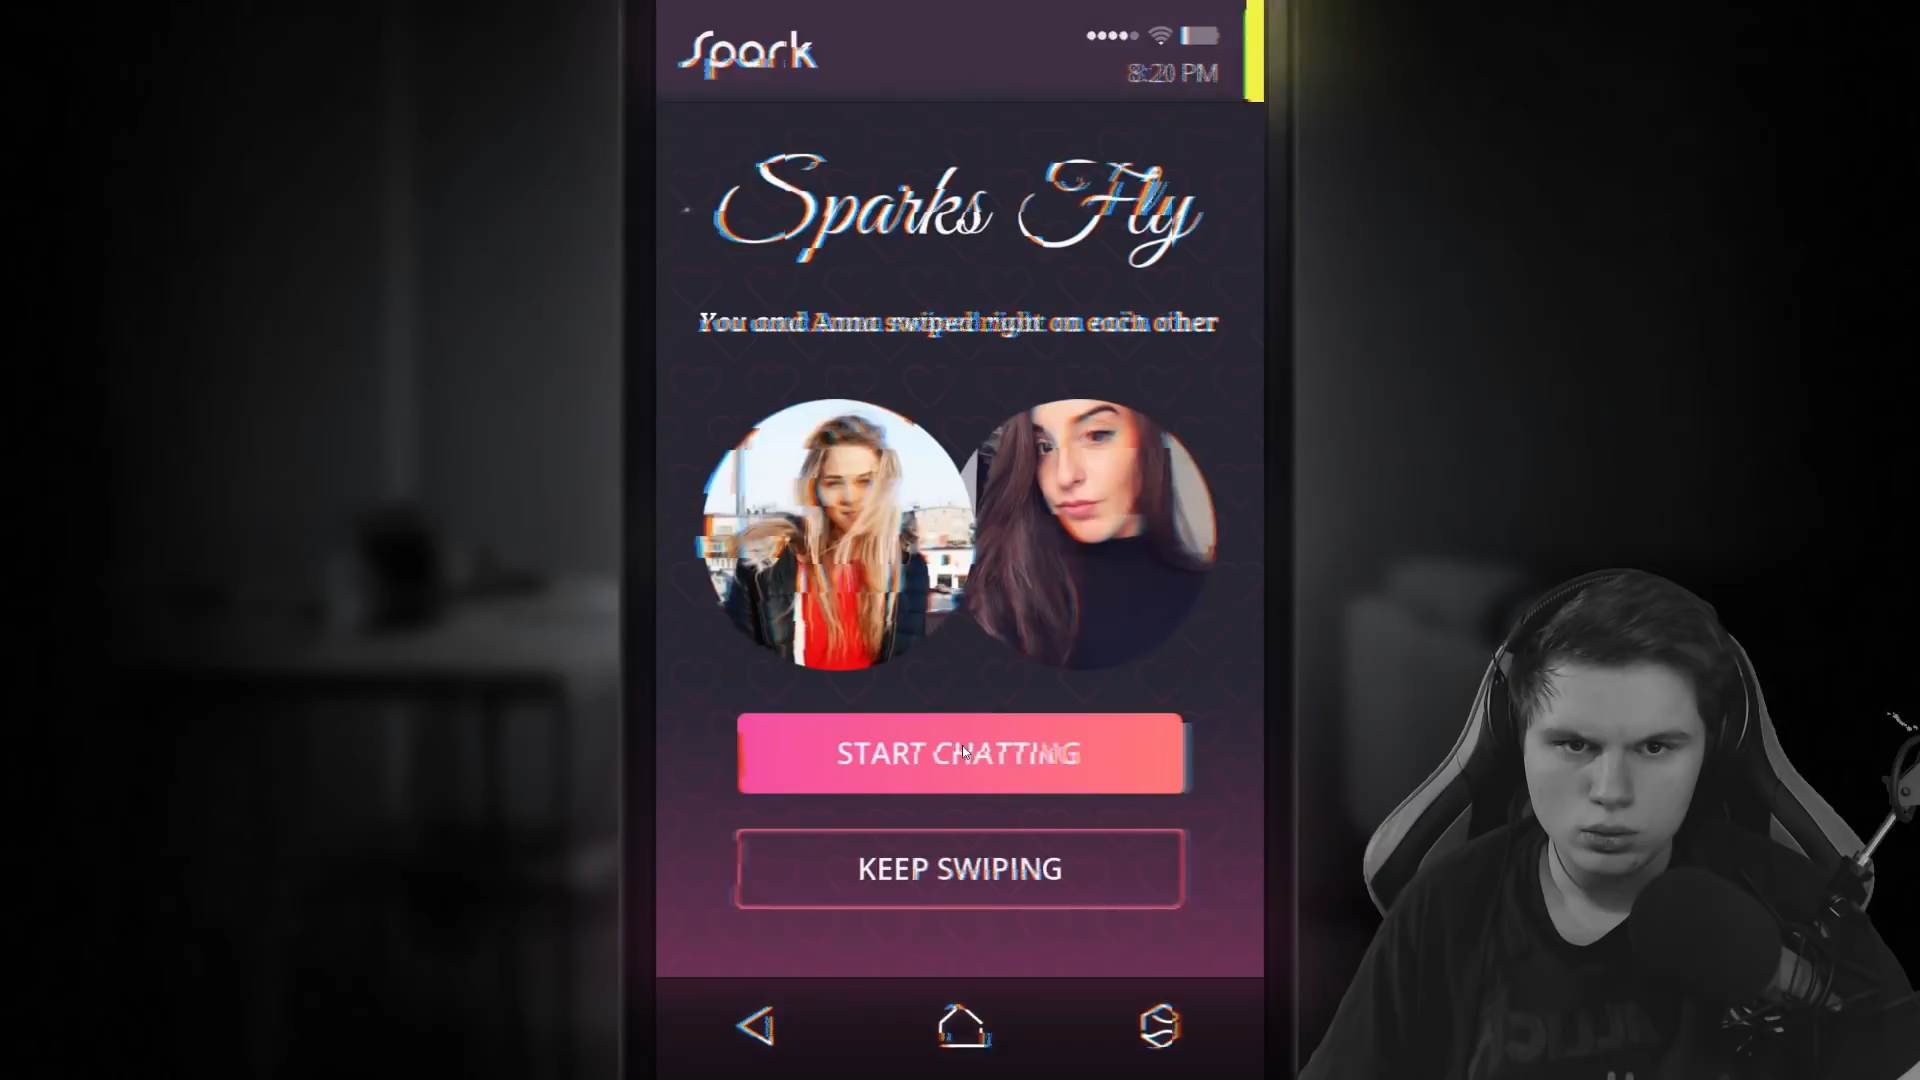 Spark
8:20 PM
Sparks Fly
You and Anna swiped right on each other
START CHATTING
KEEP SWIPING